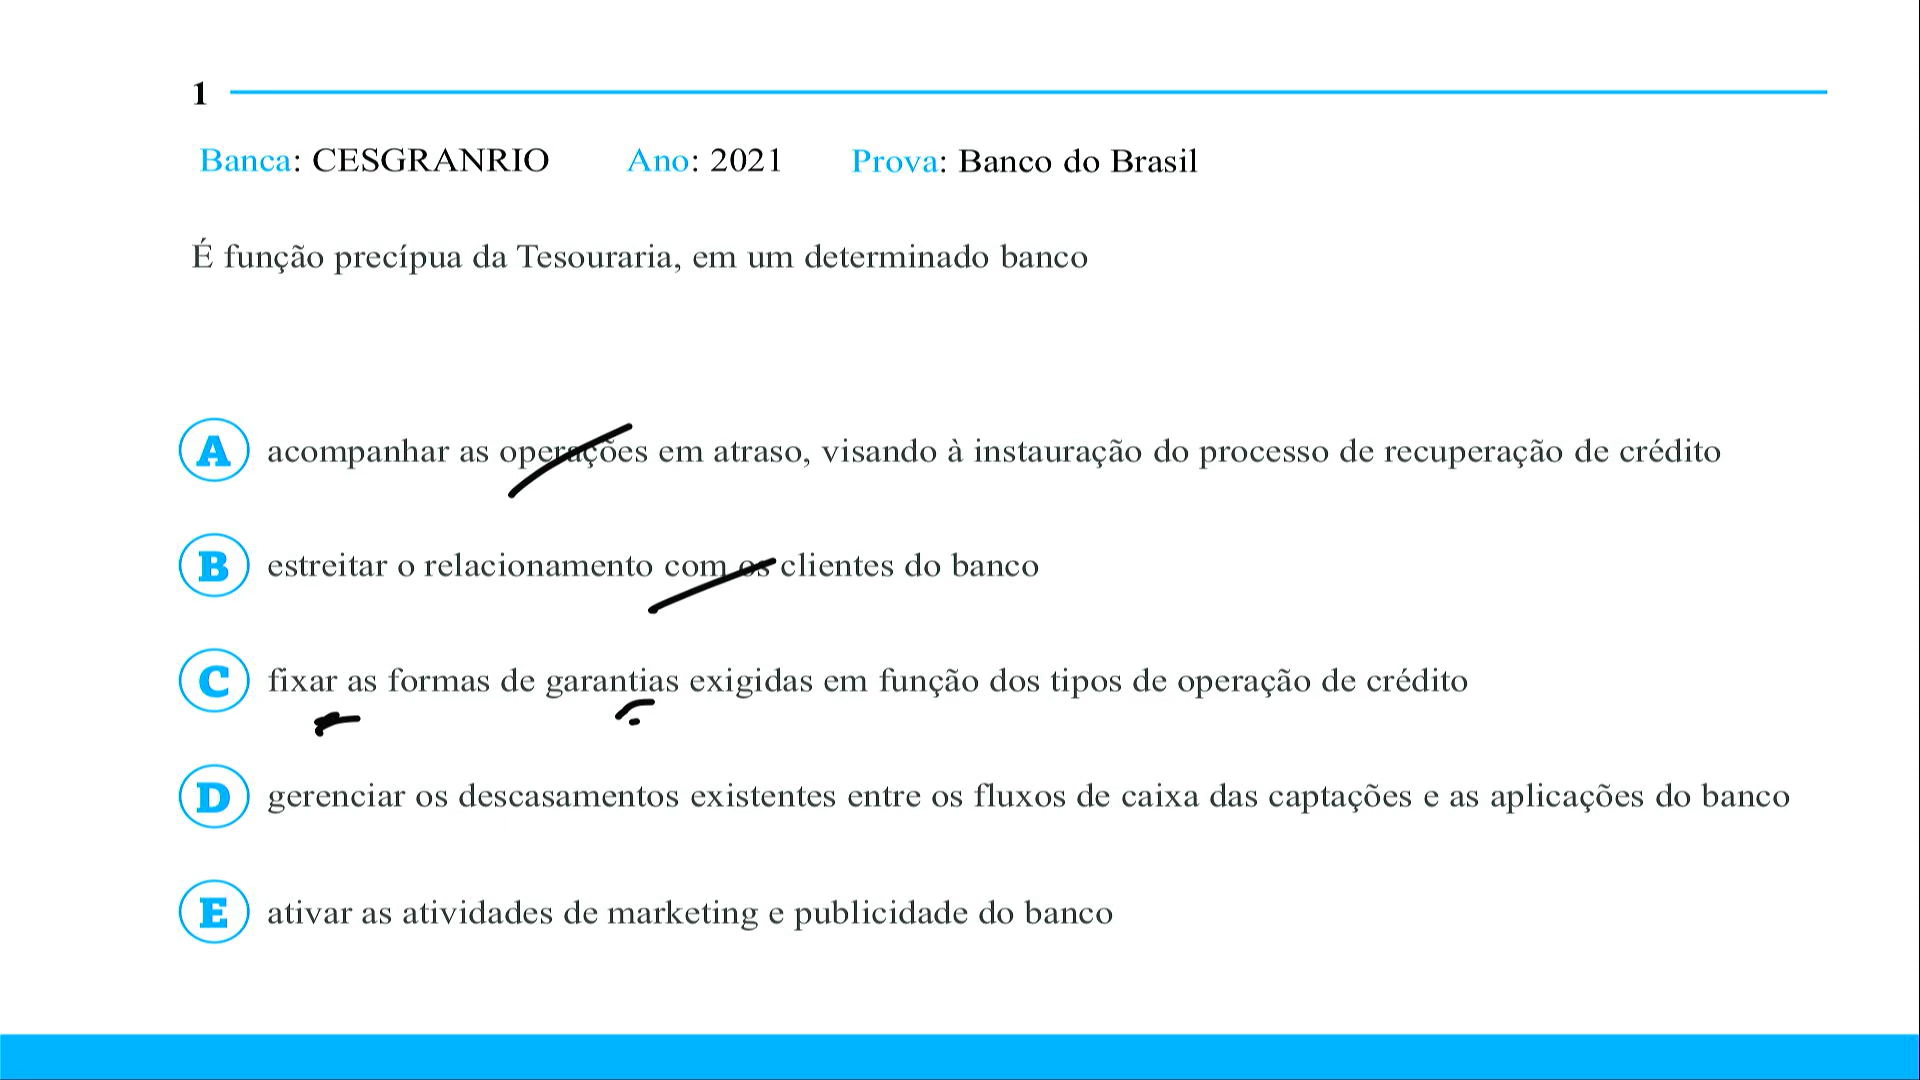 1
Banca: CESGRANRIO Ano: 2021 Prova: Banco do Brasil
É função precípua da Tesouraria, em um determinado banco
A acompanhar as operações em atraso, visando à instauração do processo de recuperação de crédito
B estreitar o relacionamento com os clientes do banco
C fixar as formas de garantias exigidas em função dos tipos de operação de crédito
D gerenciar os descasamentos existentes entre os fluxos de caixa das captações e as aplicações do banco
E ativar as atividades de marketing e publicidade do banco